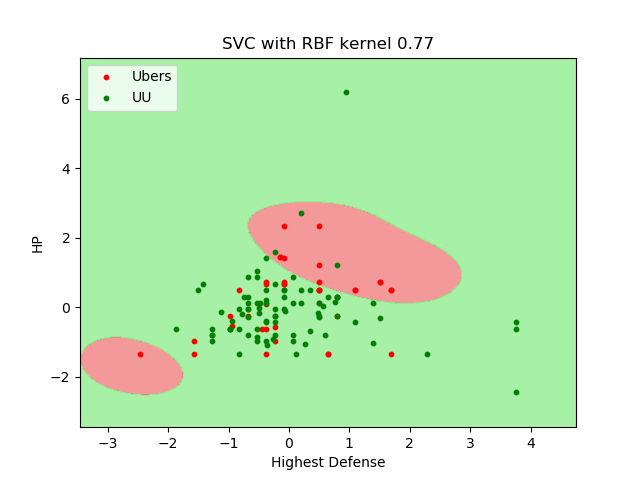 SVC with RBF kernel 0.77
Ubers
UU
6
4
2
0
−2
HP
−3
−2
−1
0
1
2
3
4
Highest Defense